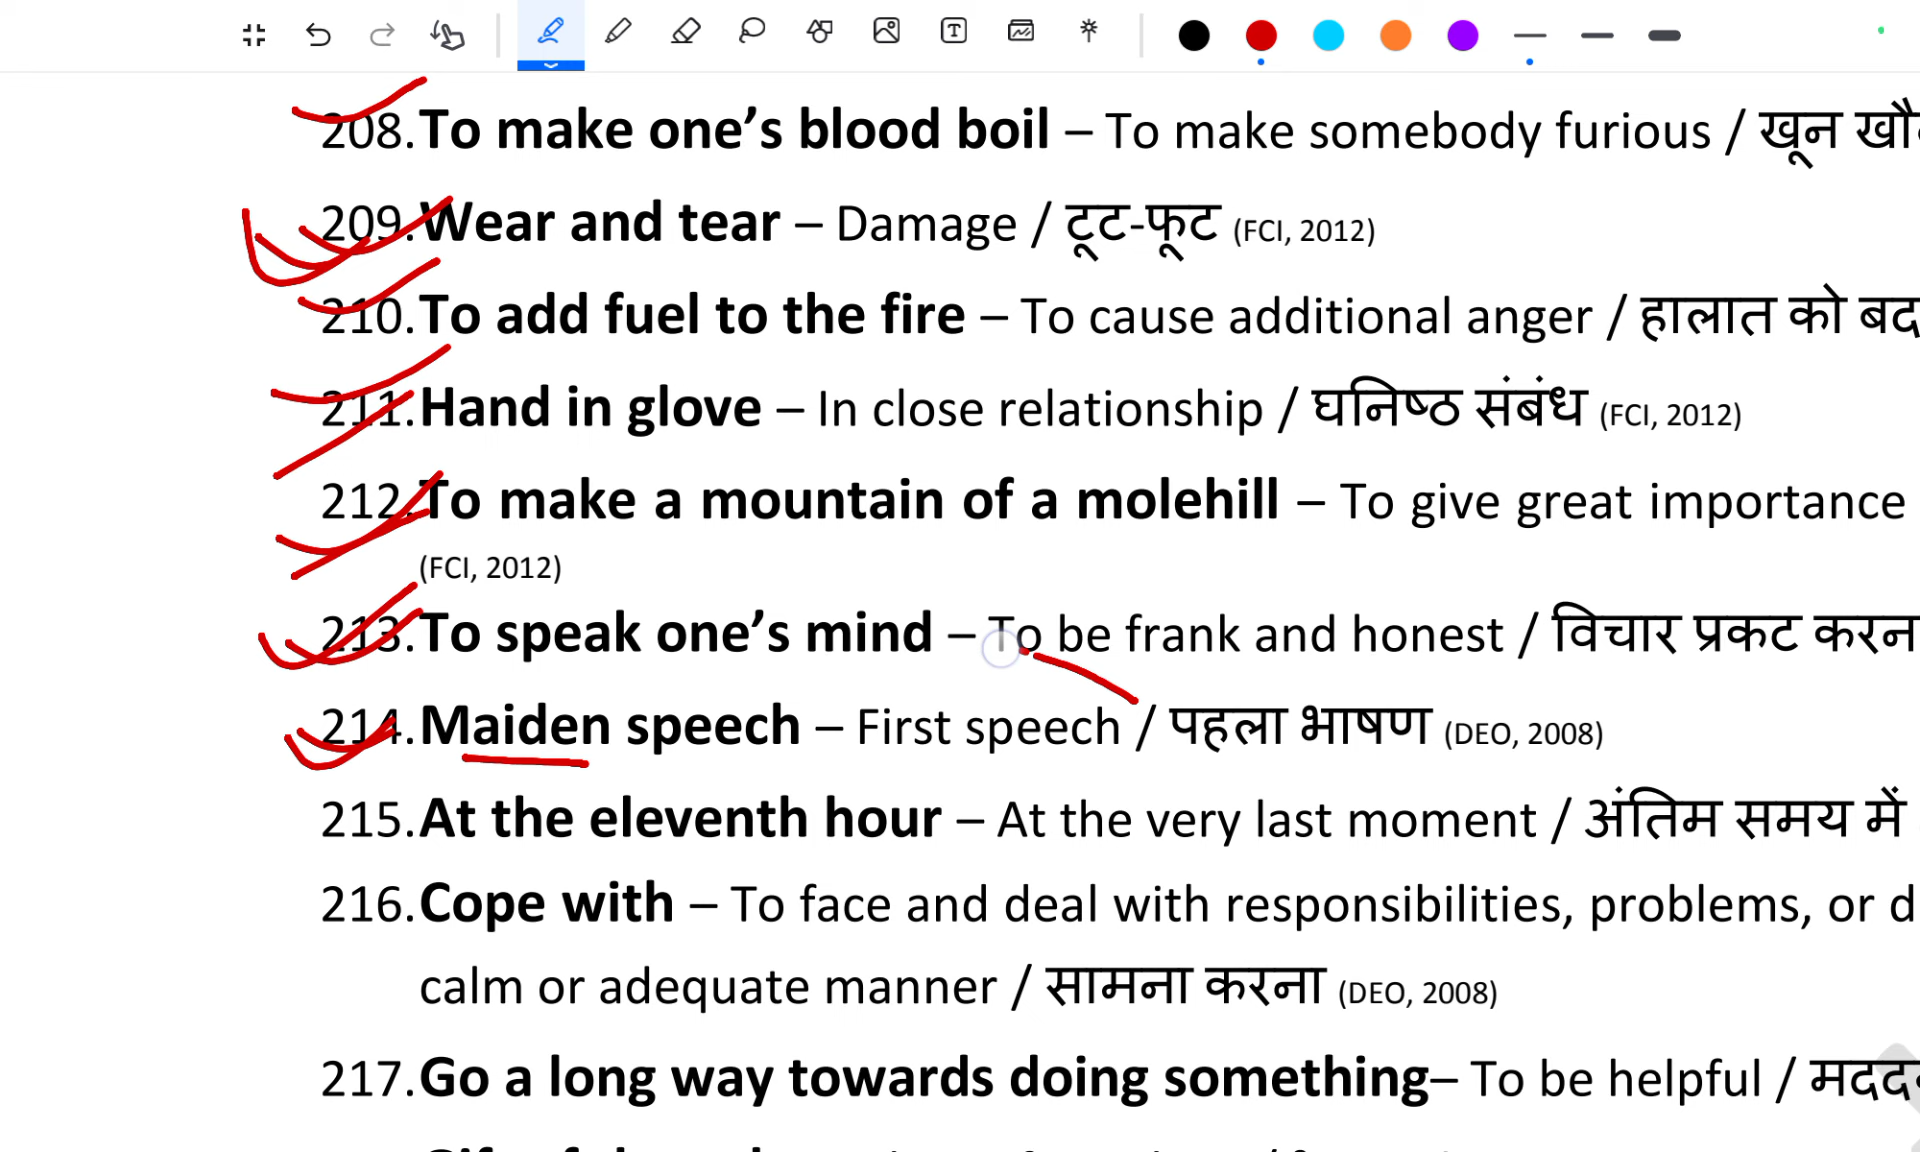 208. To make one’s blood boil – To make somebody furious / खून
209. Wear and tear – Damage / टूट-फूट (FCI, 2012)
210. To add fuel to the fire – To cause additional anger / हालात को
211. Hand in glove – In close relationship / घनिष्ठ संबंध (FCI, 2012)
212. To make a mountain of a molehill – To give great importance
(FCI, 2012)
213. To speak one’s mind – To be frank and honest / विचार प्रकट
214. Maiden speech – First speech / पहला भाषण (DEO, 2008)
215. At the eleventh hour – At the very last moment / अंतिम समय में
216. Cope with – To face and deal with responsibilities, problems, or
calm or adequate manner / सामना करना (DEO, 2008)
217. Go a long way towards doing something– To be helpful /